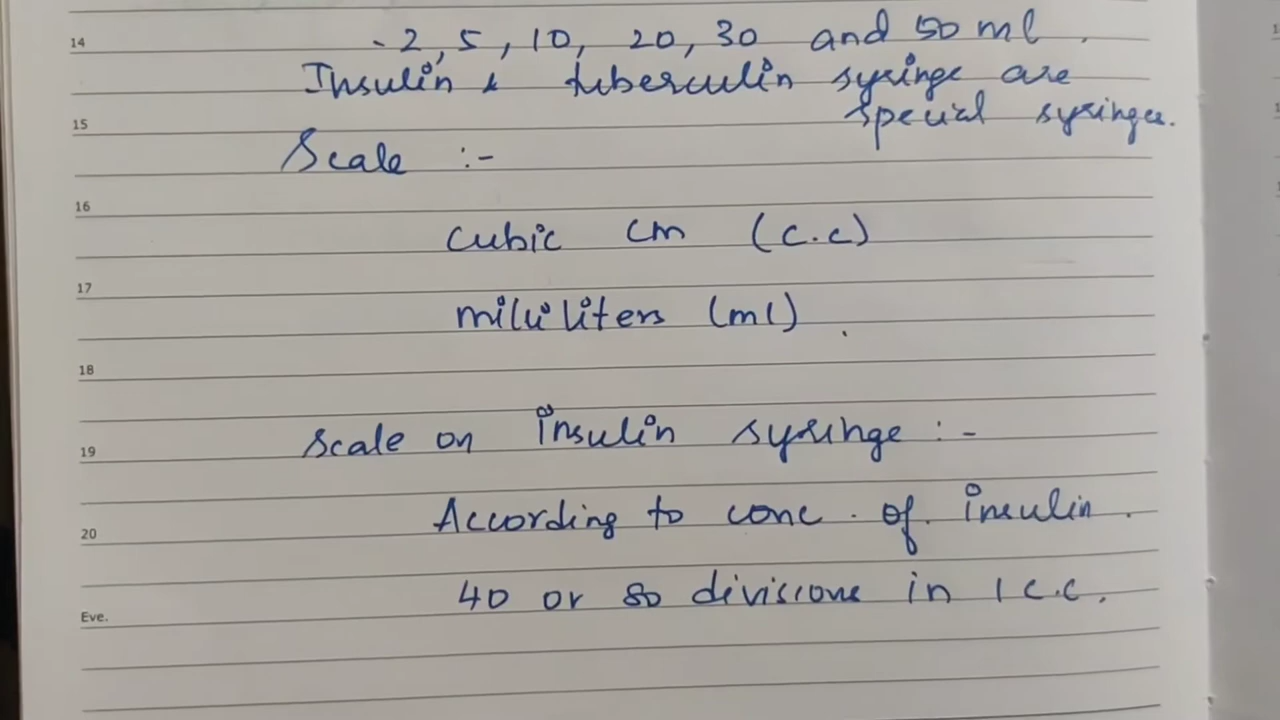 14
- 2, 5, 10, 20, 30 and 50 ml.
Insulin & tuberculin syringe are
special syringes.
15
Scale :-
16
cubic cm (c.c)
17
mililiters (ml)
18
Scale on insulin syringe :-
19
According to conc. of insulin.
20
40 or 80 divisions in 1 c.c.
Eve.